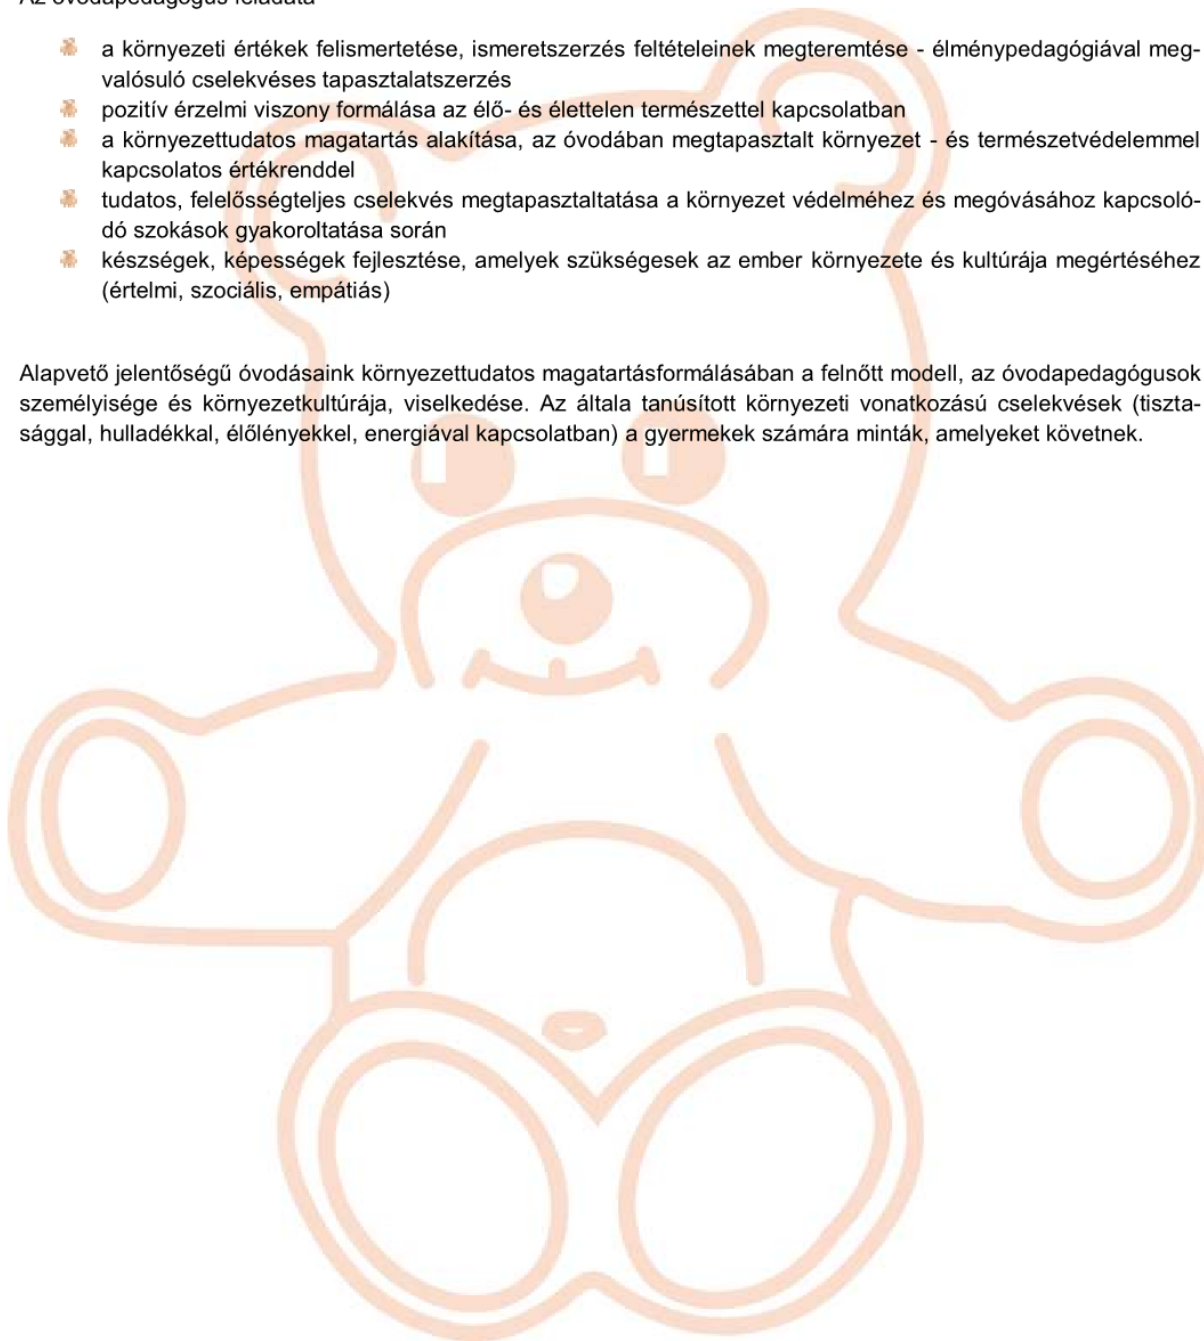 Az óvodapedagógus feladata
a környezeti értékek felismertetése, ismeretszerzés feltételeinek megteremtése - élménypedagógiával meg-
valósuló cselekvéses tapasztalatszerzés
pozitív érzelmi viszony formálása az élő- és élettelen természettel kapcsolatban
a környezettudatos magatartás alakítása, az óvodában megtapasztalt környezet - és természetvédelemmel
kapcsolatos értékrenddel
tudatos, felelősségteljes cselekvés megtapasztaltatása a környezet védelméhez és megóvásához kapcsoló-
dó szokások gyakoroltatása során
készségek, képességek fejlesztése, amelyek szükségesek az ember környezete és kultúrája megértéséhez
(értelmi, szociális, empátiás)
Alapvető jelentőségű óvodásaink környezettudatos magatartásformálásában a felnőtt modell, az óvodapedagógusok
személyisége és környezetkultúrája, viselkedése. Az általa tanúsított környezeti vonatkozású cselekvések (tiszta-
sággal, hulladékkal, élőlényekkel, energiával kapcsolatban) a gyermekek számára minták, amelyeket követnek.